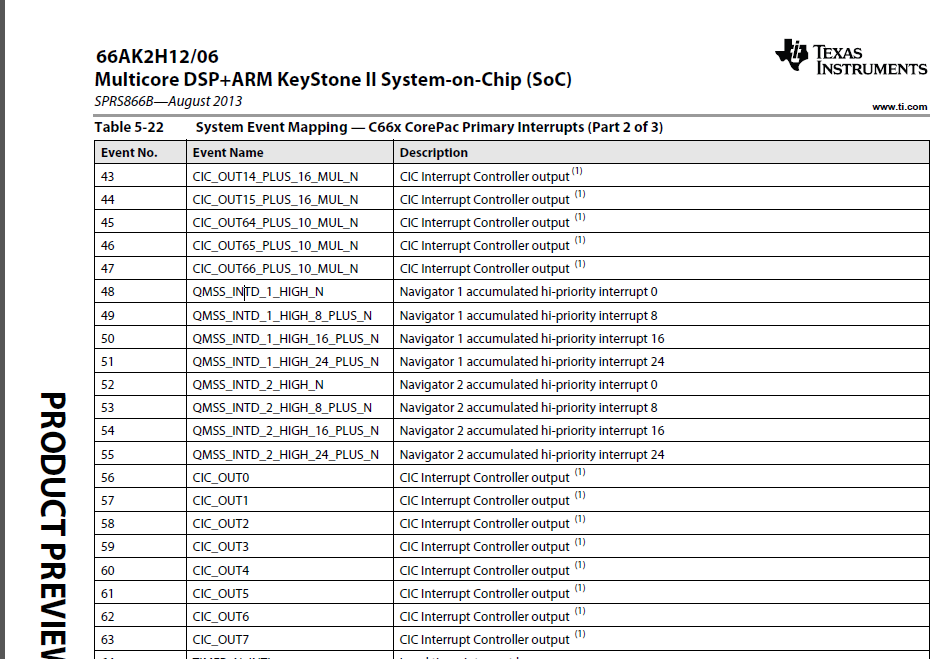 66AK2H12/06
Multicore DSP+ARM KeyStone II System-on-Chip (SoC)
SPRS866B—August 2013
TEXAS
INSTRUMENTS
www.ti.com
Table 5-22 System Event Mapping — C66x CorePac Primary Interrupts (Part 2 of 3)
Event No. Event Name Description
43 CIC_OUT14_PLUS_16_MUL_N CIC Interrupt Controller output (1)
44 CIC_OUT15_PLUS_16_MUL_N CIC Interrupt Controller output (1)
45 CIC_OUT64_PLUS_10_MUL_N CIC Interrupt Controller output (1)
46 CIC_OUT65_PLUS_10_MUL_N CIC Interrupt Controller output (1)
47 CIC_OUT66_PLUS_10_MUL_N CIC Interrupt Controller output (1)
48 QMSS_INTD_1_HIGH_N Navigator 1 accumulated hi-priority interrupt 0
49 QMSS_INTD_1_HIGH_8_PLUS_N Navigator 1 accumulated hi-priority interrupt 8
50 QMSS_INTD_1_HIGH_16_PLUS_N Navigator 1 accumulated hi-priority interrupt 16
51 QMSS_INTD_1_HIGH_24_PLUS_N Navigator 1 accumulated hi-priority interrupt 24
52 QMSS_INTD_2_HIGH_N Navigator 2 accumulated hi-priority interrupt 0
53 QMSS_INTD_2_HIGH_8_PLUS_N Navigator 2 accumulated hi-priority interrupt 8
54 QMSS_INTD_2_HIGH_16_PLUS_N Navigator 2 accumulated hi-priority interrupt 16
55 QMSS_INTD_2_HIGH_24_PLUS_N Navigator 2 accumulated hi-priority interrupt 24
56 CIC_OUT0 CIC Interrupt Controller output (1)
57 CIC_OUT1 CIC Interrupt Controller output (1)
58 CIC_OUT2 CIC Interrupt Controller output (1)
59 CIC_OUT3 CIC Interrupt Controller output (1)
60 CIC_OUT4 CIC Interrupt Controller output (1)
61 CIC_OUT5 CIC Interrupt Controller output (1)
62 CIC_OUT6 CIC Interrupt Controller output (1)
63 CIC_OUT7 CIC Interrupt Controller output (1)
PRODUCT PREVIEW